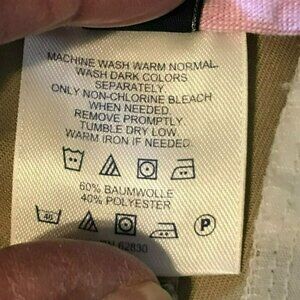 MACHINE WASH WARM NORMAL.
WASH DARK COLORS
SEPARATELY.
ONLY NON-CHLORINE BLEACH
WHEN NEEDED.
REMOVE PROMPTLY.
TUMBLE DRY LOW.
WARM IRON IF NEEDED.
60% BAUMWOLLE
40% POLYESTER
40 P
62830